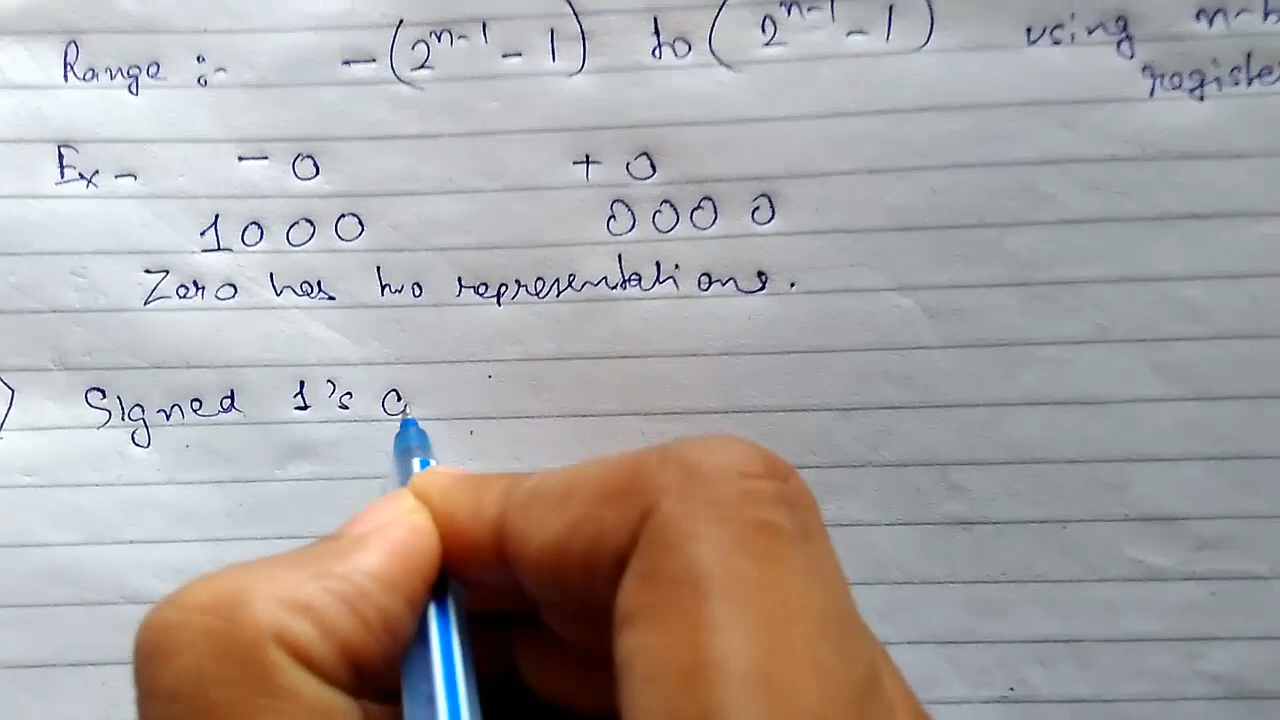 Range :- -(2^{n-1} - 1) to (2^{n-1} - 1) using
Ex - - 0 + 0
1000 0000
Zero has two representations.
) Signed 1's C